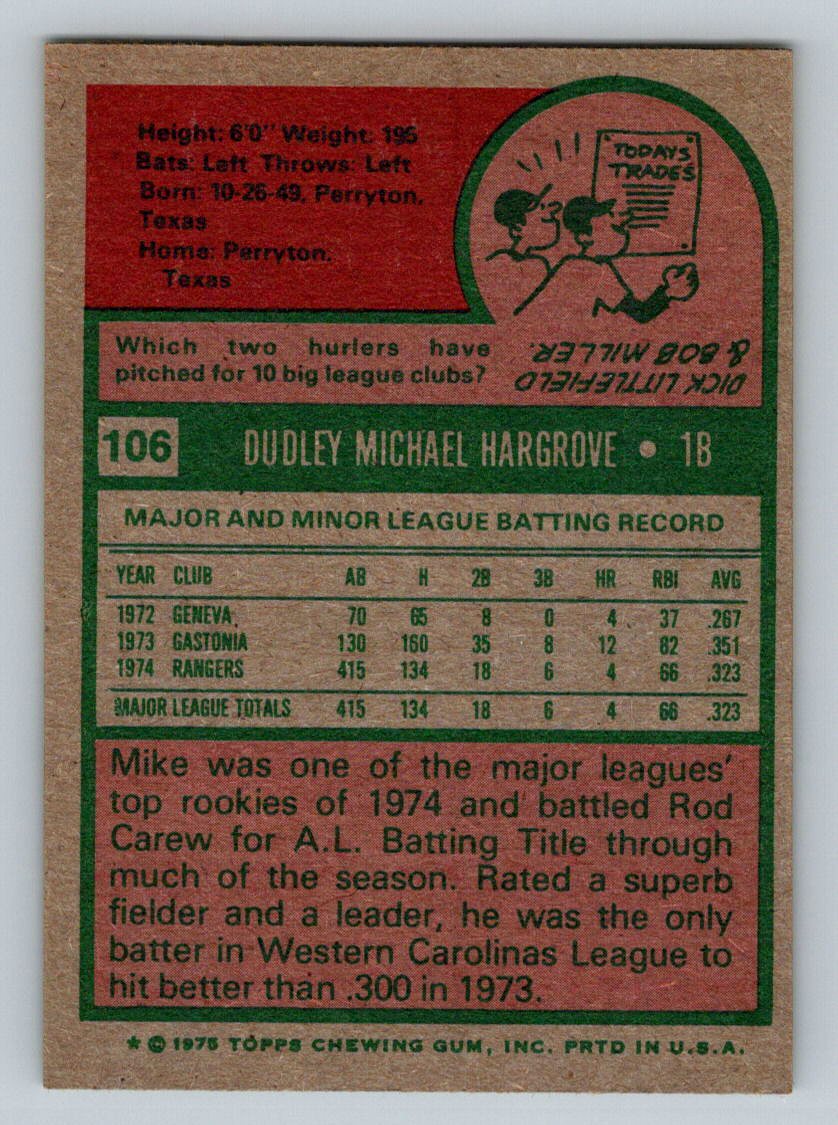 Height: 6'0" Weight: 195
Bats: Left Throws: Left
Born: 10-26-49, Perryton,
Texas
Home: Perryton,
Texas
TODAYS
TRADES
Which two hurlers have
pitched for 10 big league clubs?
DICK LITTLEFIELD
& BOB MILLER.
106 DUDLEY MICHAEL HARGROVE • 1B
MAJOR AND MINOR LEAGUE BATTING RECORD
YEAR CLUB AB H 2B 3B HR RBI AVG
1972 GENEVA. 70 65 8 0 4 37 .267
1973 GASTONIA 130 160 35 8 12 82 .351
1974 RANGERS 415 134 18 6 4 66 .323
MAJOR LEAGUE TOTALS 415 134 18 6 4 66 .323
Mike was one of the major leagues'
top rookies of 1974 and battled Rod
Carew for A.L. Batting Title through
much of the season. Rated a superb
fielder and a leader, he was the only
batter in Western Carolinas League to
hit better than .300 in 1973.
* © 1975 TOPPS CHEWING GUM, INC. PRTD IN U.S.A.